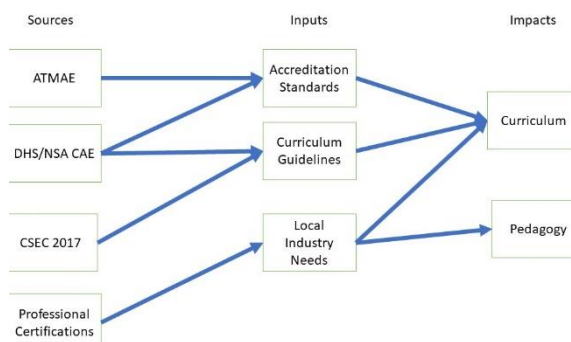 Sources
Inputs
Impacts
ATMAE
Accreditation
Standards
Curriculum
DHS/NSA CAE
Curriculum
Guidelines
CSEC 2017
Local
Industry
Needs
Pedagogy
Professional
Certifications